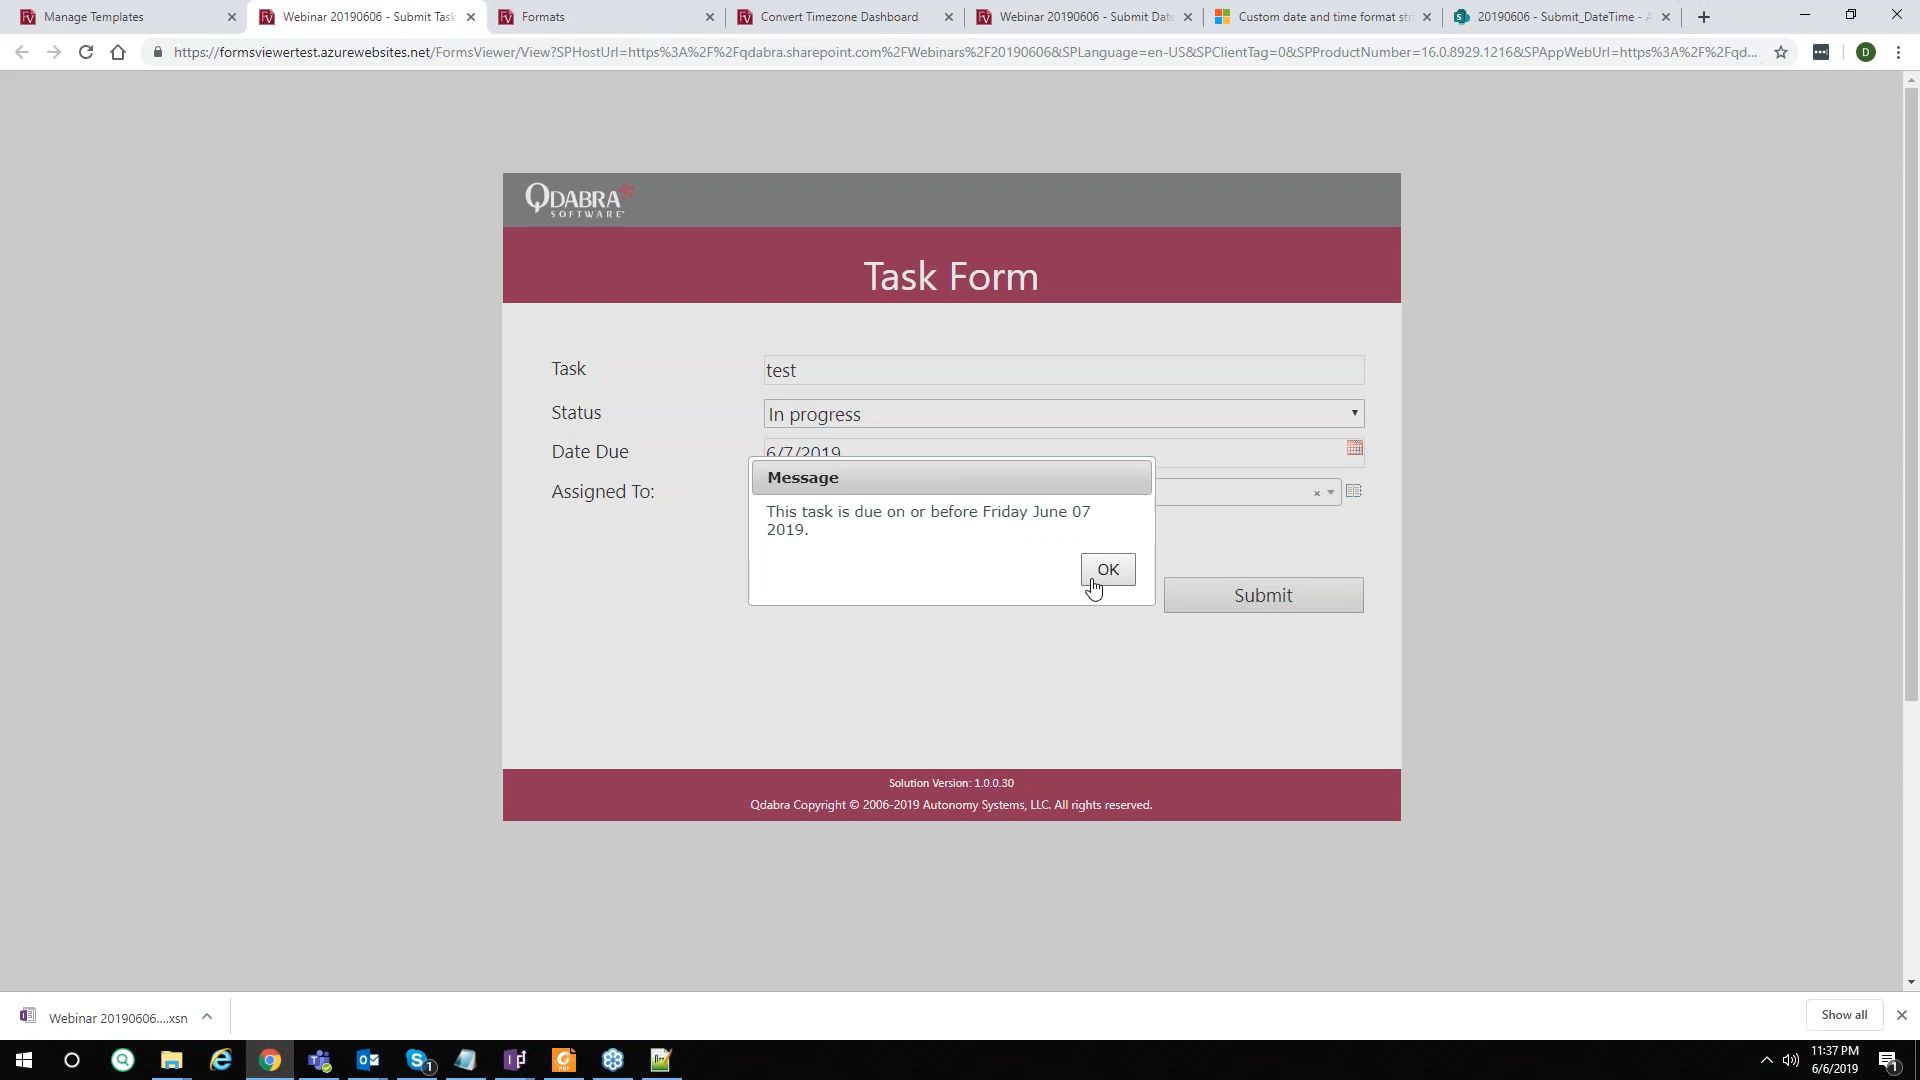 Manage Templates
Webinar 20190606 - Submit Task
Formats
Convert Timezone Dashboard
Webinar 20190606 - Submit Date
Custom date and time format str
20190606 - Submit_DateTime - A
https://formsviewertest.azurewebsites.net/FormsViewer/View?SPHostUrl=https%3A%2F%2Fqdabra.sharepoint.com%2FWebinars%2F20190606&SPLanguage=en-US&SPClientTag=0&SPProductNumber=16.0.8929.1216&SPAppWebUrl=https%3A%2F%2Fqd...
D
QDABRA*
SOFTWARE
Task Form
Task
test
Status
In progress
Date Due
6/7/2019
Assigned To:
Message
This task is due on or before Friday June 07
2019.
OK
Submit
Solution Version: 1.0.0.30
Qdabra Copyright © 2006-2019 Autonomy Systems, LLC. All rights reserved.
Webinar 20190606....xsn
Show all
1
11:37 PM
6/6/2019
1